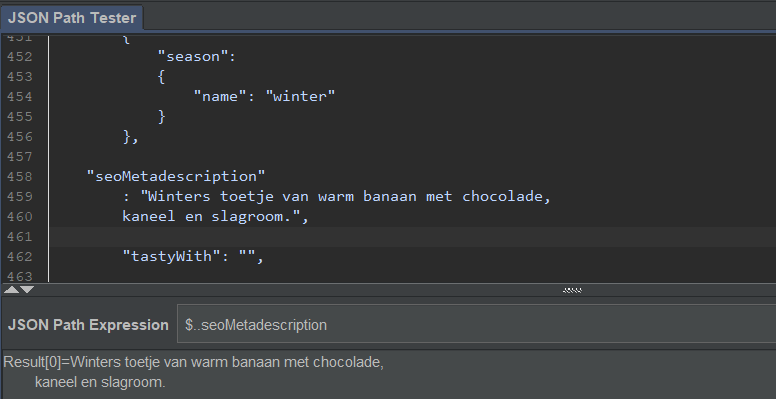 JSON Path Tester
451 {
452 "season":
453 {
454 "name": "winter"
455 }
456 },
457
458 "seoMetadescription"
459 : "Winters toetje van warm banaan met chocolade,
460 kaneel en slagroom.",
461
462 "tastyWith": "",
463
JSON Path Expression $..seoMetadescription
Result[0]=Winters toetje van warm banaan met chocolade,
kaneel en slagroom.